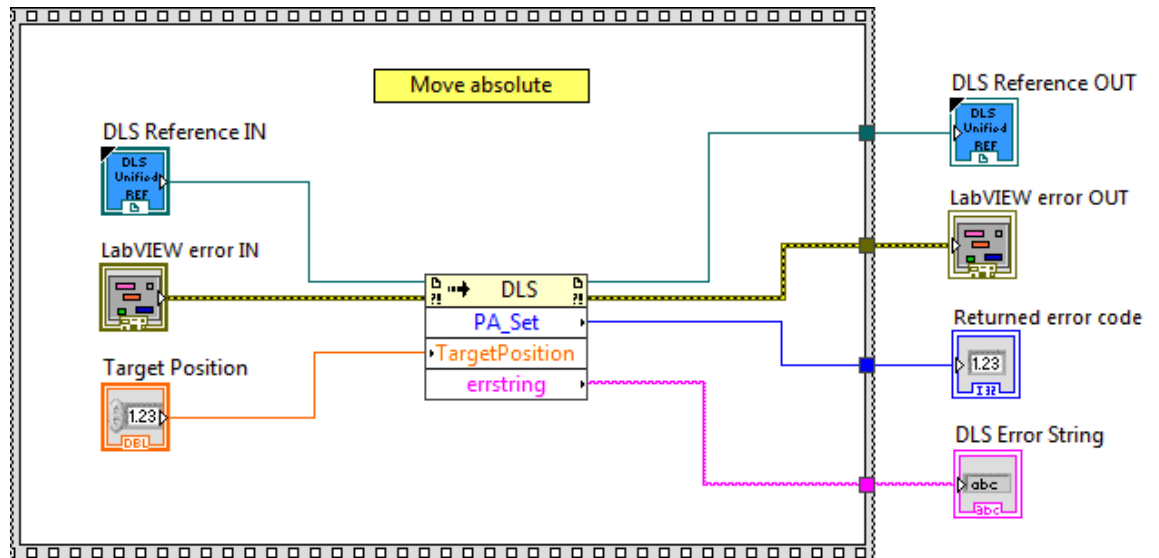 Move absolute
DLS Reference IN
DLS
Unified
REF
LabVIEW error IN
?!
Target Position
1.23
DBL
DLS
?!
?!
PA_Set
TargetPosition
errstring
DLS Reference OUT
DLS
Unified
REF
LabVIEW error OUT
?!
Returned error code
1.23
I32
DLS Error String
abc
abc